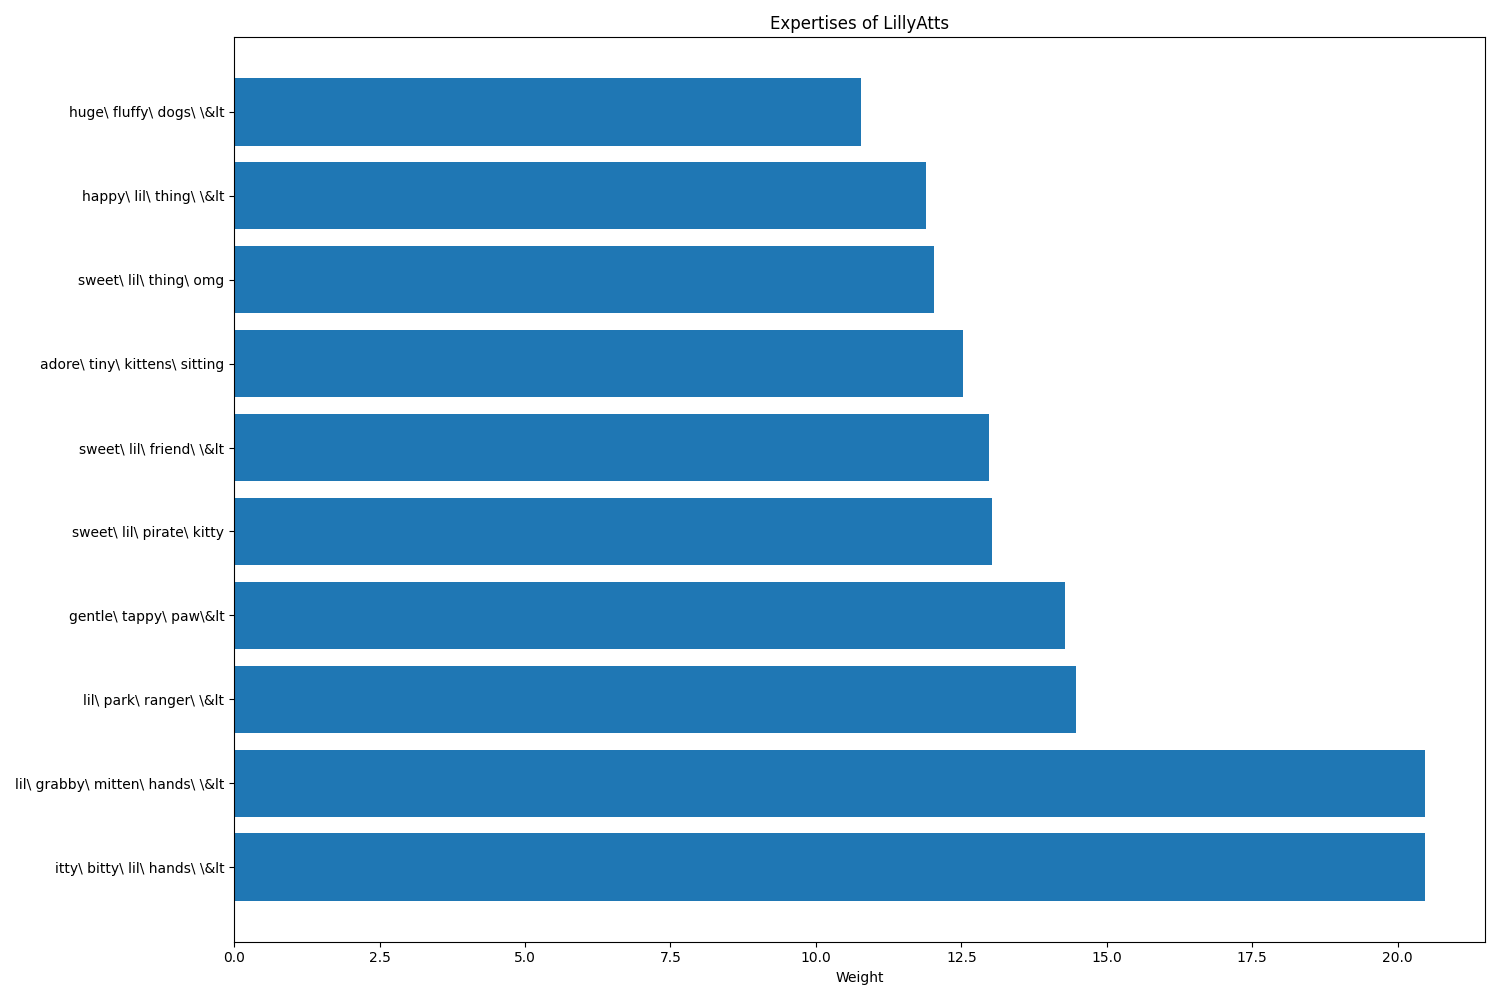 Expertises of LillyAtts
huge\ fluffy\ dogs\ \&lt
happy\ lil\ thing\ \&lt
sweet\ lil\ thing\ omg
adore\ tiny\ kittens\ sitting
sweet\ lil\ friend\ \&lt
sweet\ lil\ pirate\ kitty
gentle\ tappy\ paw\&lt
lil\ park\ ranger\ \&lt
lil\ grabby\ mitten\ hands\ \&lt
itty\ bitty\ lil\ hands\ \&lt
0.0 2.5 5.0 7.5 10.0 12.5 15.0 17.5 20.0
Weight